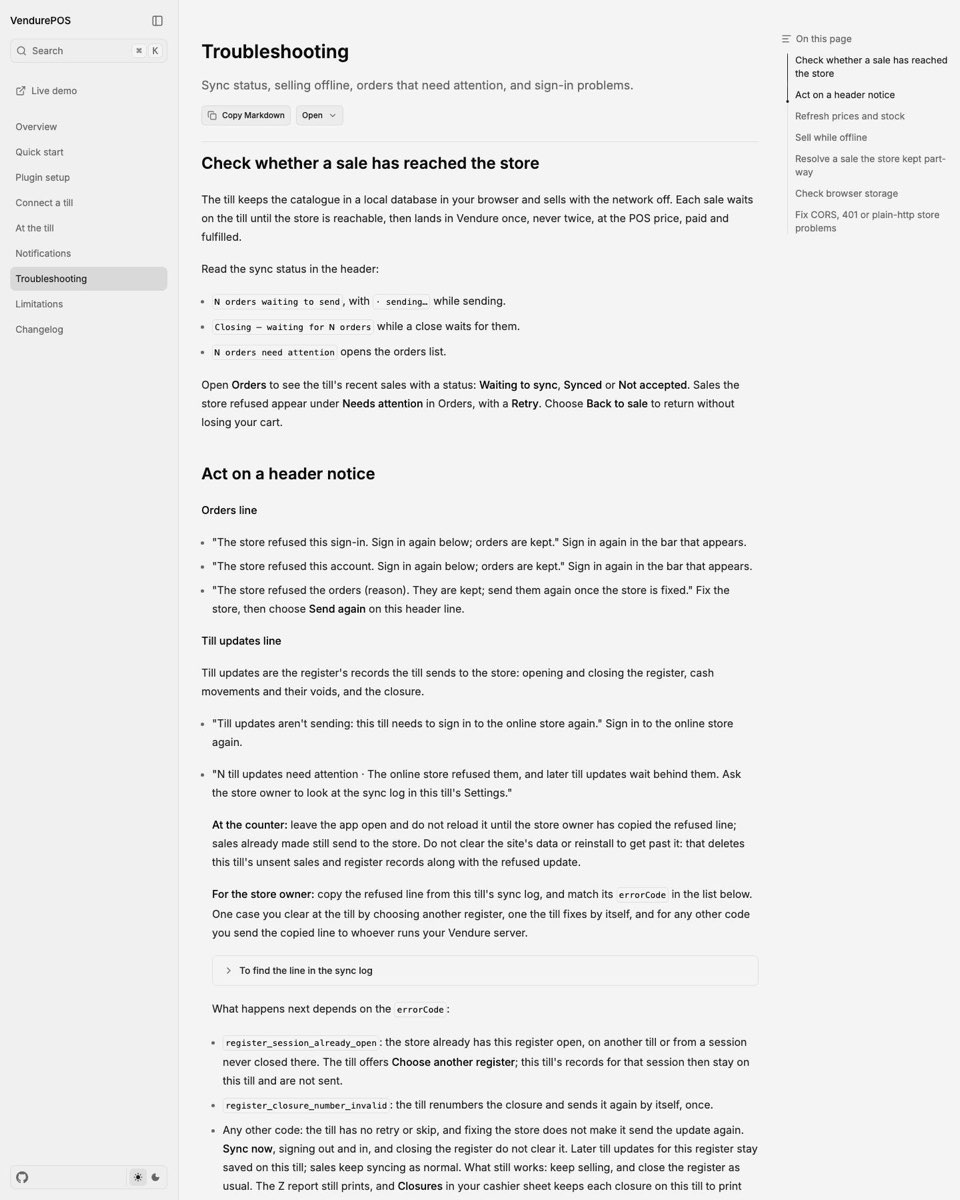 VendurePOS
Search
⌘ K
Live demo
Overview
Quick start
Plugin setup
Connect a till
At the till
Notifications
Troubleshooting
Limitations
Changelog
Troubleshooting
Sync status, selling offline, orders that need attention, and sign-in problems.
Copy Markdown
Open
Check whether a sale has reached the store
The till keeps the catalogue in a local database in your browser and sells with the network off. Each sale waits
on the till until the store is reachable, then lands in Vendure once, never twice, at the POS price, paid and
fulfilled.
Read the sync status in the header:
• N orders waiting to send, with · sending… while sending.
• Closing — waiting for N orders while a close waits for them.
• N orders need attention opens the orders list.
Open Orders to see the till's recent sales with a status: Waiting to sync, Synced or Not accepted. Sales the
store refused appear under Needs attention in Orders, with a Retry. Choose Back to sale to return without
losing your cart.
Act on a header notice
Orders line
• "The store refused this sign-in. Sign in again below; orders are kept." Sign in again in the bar that appears.
• "The store refused this account. Sign in again below; orders are kept." Sign in again in the bar that appears.
• "The store refused the orders (reason). They are kept; send them again once the store is fixed." Fix the
store, then choose Send again on this header line.
Till updates line
Till updates are the register's records the till sends to the store: opening and closing the register, cash
movements and their voids, and the closure.
• "Till updates aren't sending: this till needs to sign in to the online store again." Sign in to the online store
again.
• "N till updates need attention · The online store refused them, and later till updates wait behind them. Ask
the store owner to look at the sync log in this till's Settings."
At the counter: leave the app open and do not reload it until the store owner has copied the refused line;
sales already made still send to the store. Do not clear the site's data or reinstall to get past it: that deletes
this till's unsent sales and register records along with the refused update.
For the store owner: copy the refused line from this till's sync log, and match its errorCode in the list below.
One case you clear at the till by choosing another register, one the till fixes by itself, and for any other code
you send the copied line to whoever runs your Vendure server.
To find the line in the sync log
What happens next depends on the errorCode:
• register_session_already_open: the store already has this register open, on another till or from a session
never closed there. The till offers Choose another register; this till's records for that session then stay on
this till and are not sent.
• register_closure_number_invalid: the till renumbers the closure and sends it again by itself, once.
• Any other code: the till has no retry or skip, and fixing the store does not make it send the update again.
Sync now, signing out and in, and closing the register do not clear it. Later till updates for this register stay
saved on this till; sales keep syncing as normal. What still works: keep selling, and close the register as
usual. The Z report still prints, and Closures in your cashier sheet keeps each closure on this till to print
On this page
Check whether a sale has reached
the store
Act on a header notice
Refresh prices and stock
Sell while offline
Resolve a sale the store kept part-
way
Check browser storage
Fix CORS, 401 or plain-http store
problems